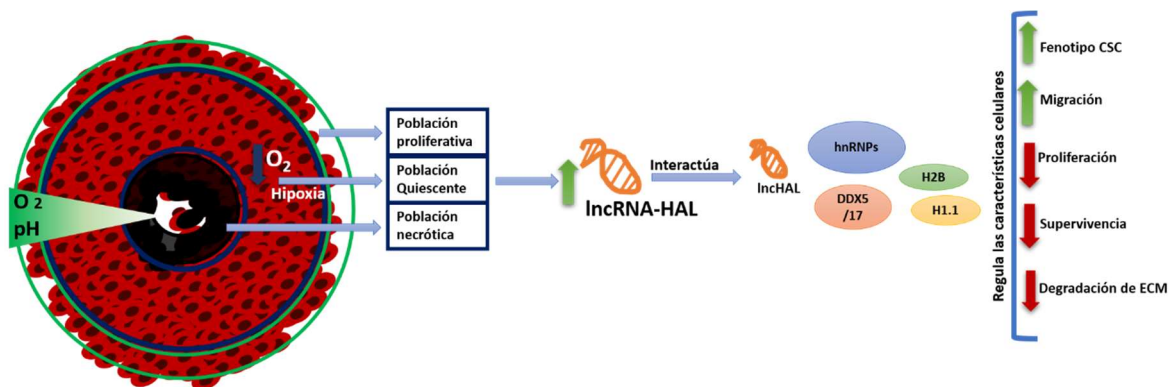 O 2
pH
O2
Hipoxia
Población
proliferativa
Población
Quiescente
Población
necrótica
lncRNA-HAL
Interactúa
lncHAL
hnRNPs
H2B
DDX5
/17
H1.1
Regula las características celulares
Fenotipo CSC
Migración
Proliferación
Supervivencia
Degradación de ECM